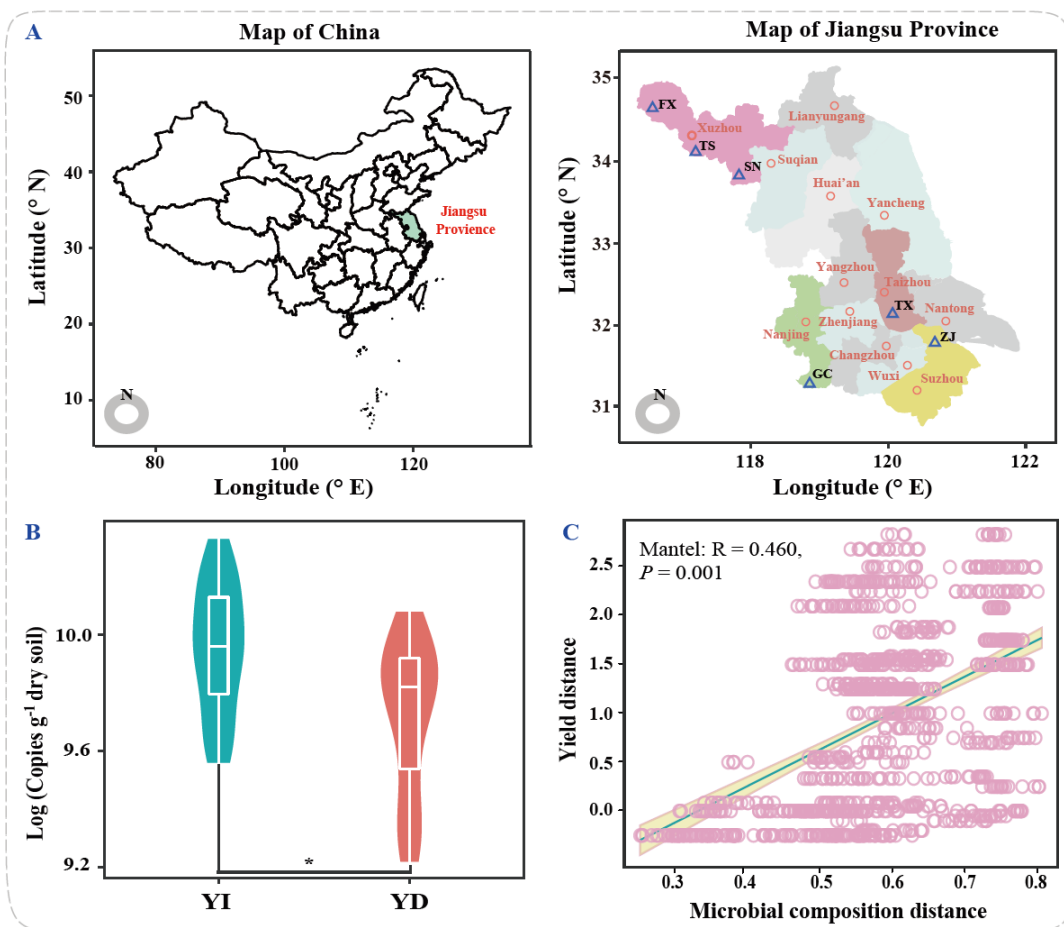 A
Map of China
50
40
30
20
10
Latitude (° N)
80
100
120
Longitude (° E)
Jiangsu
Provience
N
Map of Jiangsu Province
35
34
33
32
31
Latitude (° N)
118
120
122
Longitude (° E)
FX
Xuzhou
TS
SN
Lianyungang
Suqian
Huai'an
Yancheng
Yangzhou
Taizhou
TX
Nantong
Nanjing
Zhenjiang
ZJ
Changzhou
GC
Wuxi
Suzhou
N
B
10.0
9.6
9.2
Log (Copies g-1 dry soil)
*
YI
YD
C
Mantel: R = 0.460,
P = 0.001
2.5
2.0
1.5
1.0
0.5
0.0
Yield distance
0.3
0.4
0.5
0.6
0.7
0.8
Microbial composition distance